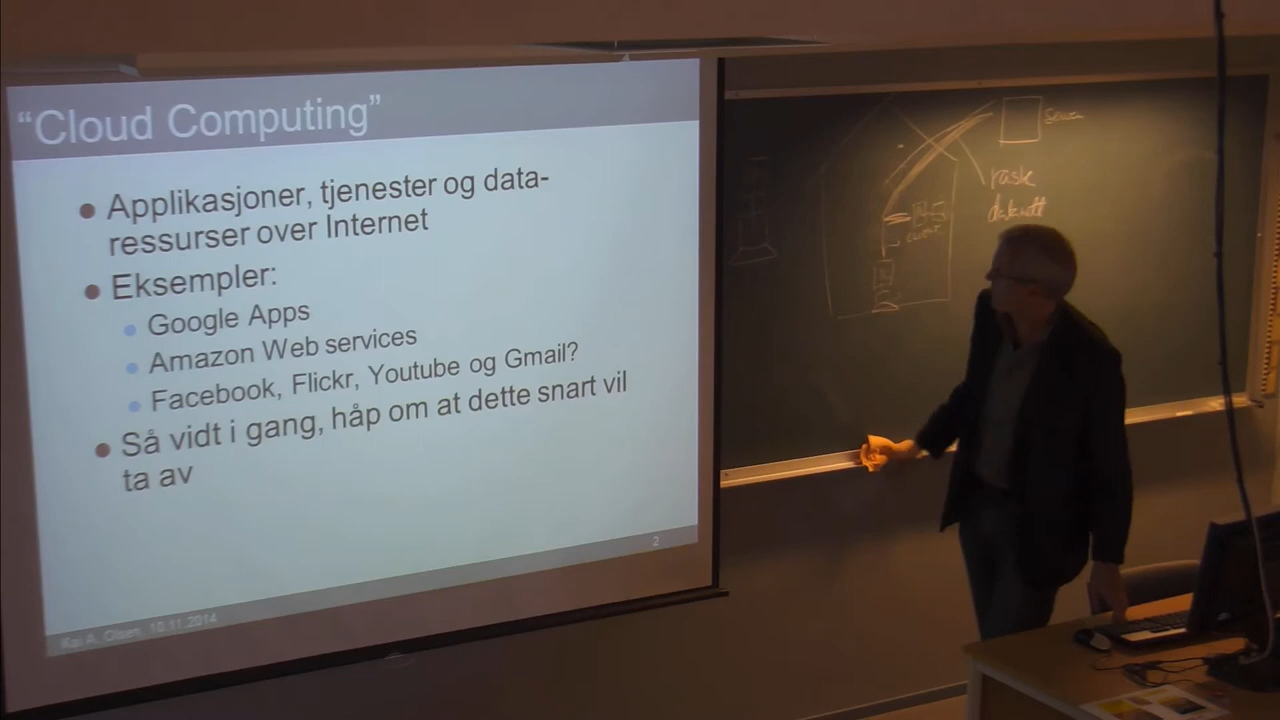 “Cloud Computing”
Applikasjoner, tjenester og data-
ressurser over Internet
Eksempler:
Google Apps
Amazon Web services
Facebook, Flickr, Youtube og Gmail?
Så vidt i gang, håp om at dette snart vil
ta av
2
Kai A. Olsen, 10.11.2014
rask